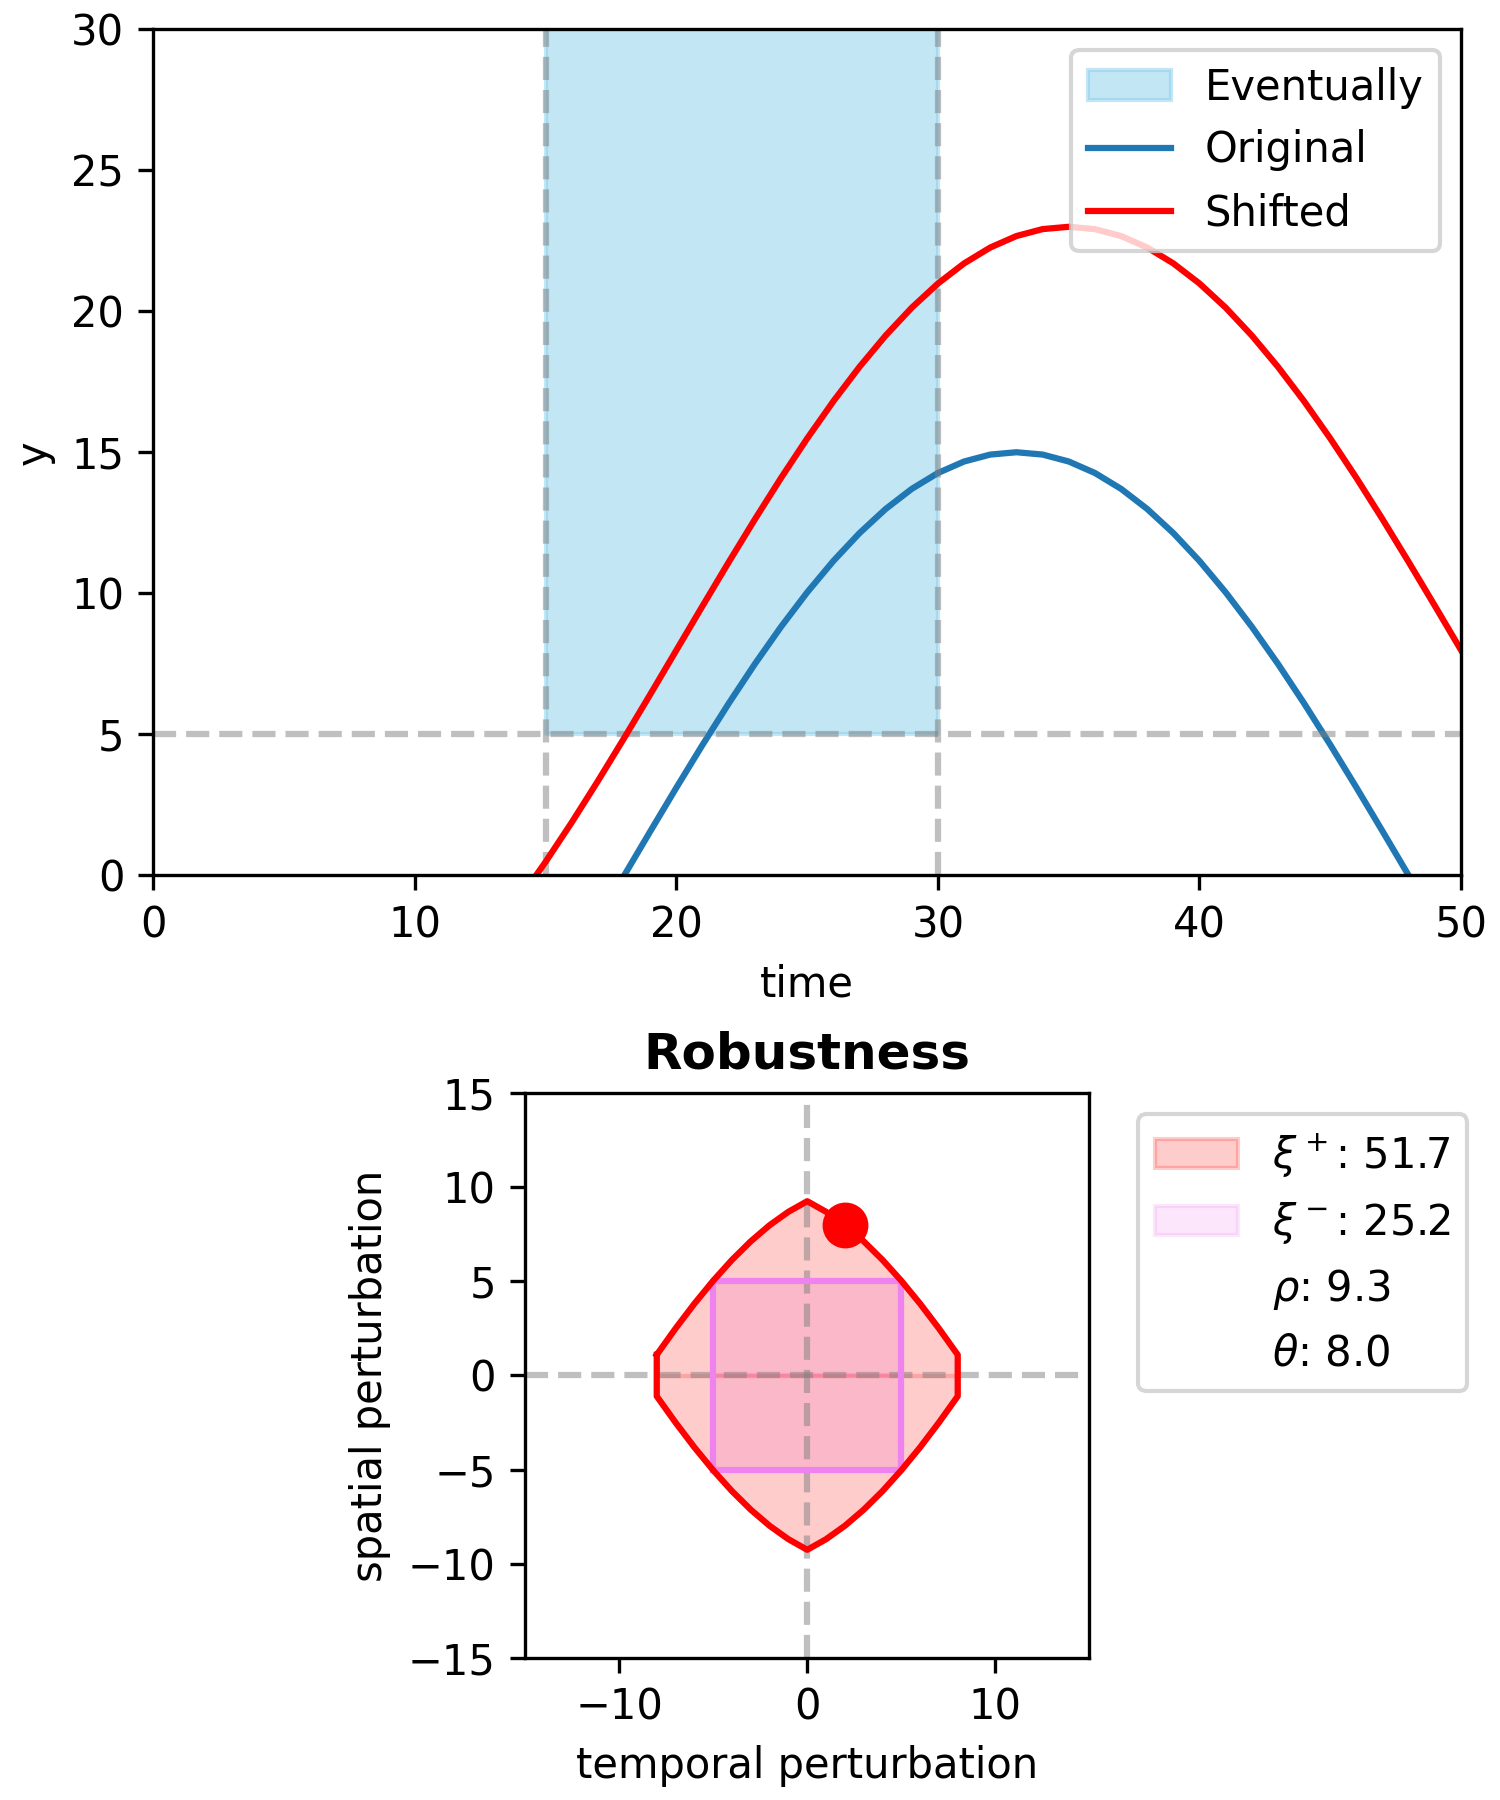 30
25
20
15
10
5
0
y
0 10 20 30 40 50
time
Eventually
Original
Shifted
Robustness
15
10
5
0
−5
−10
−15
spatial perturbation
−10 0 10
temporal perturbation
ξ⁺: 51.7
ξ⁻: 25.2
ρ: 9.3
θ: 8.0